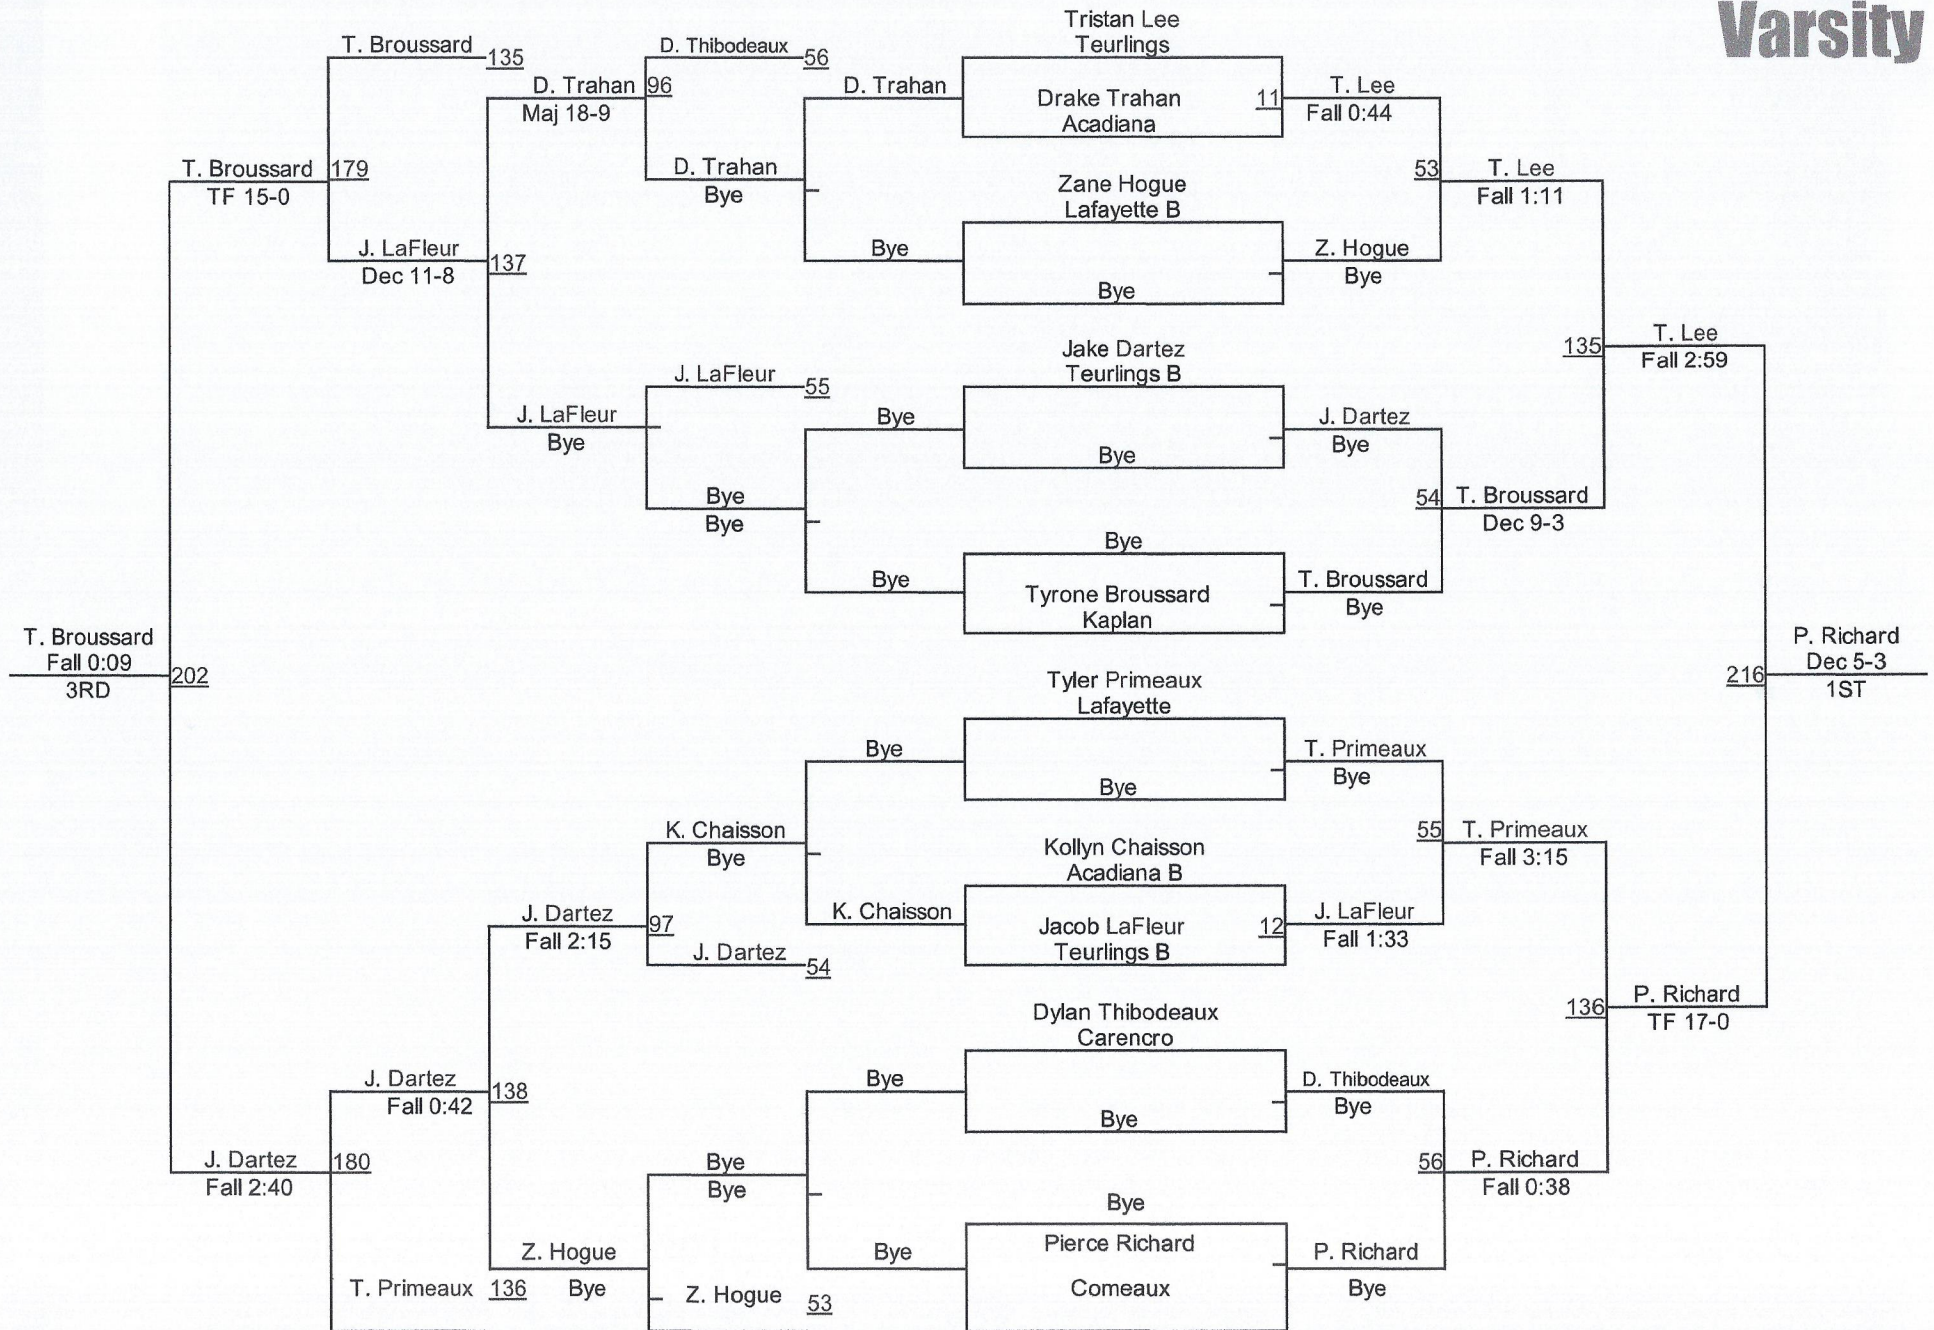 Varsity
Tristan Lee
Teurlings
T. Broussard 135
D. Thibodeaux 56
D. Trahan 96
Maj 18-9
D. Trahan
Drake Trahan
Acadiana
11
T. Lee
Fall 0:44
T. Broussard 179
TF 15-0
D. Trahan
Bye
Zane Hogue
Lafayette B
53
T. Lee
Fall 1:11
J. LaFleur 137
Dec 11-8
Bye
Bye
Z. Hogue
Bye
Jake Dartez
Teurlings B
135
T. Lee
Fall 2:59
J. LaFleur 55
J. LaFleur
Bye
Bye
Bye
J. Dartez
Bye
Bye
Bye
54
T. Broussard
Dec 9-3
Bye
Bye
Tyrone Broussard
Kaplan
T. Broussard
Bye
T. Broussard
Fall 0:09
3RD
202
216
P. Richard
Dec 5-3
1ST
Tyler Primeaux
Lafayette
Bye
Bye
T. Primeaux
Bye
K. Chaisson
Bye
Kollyn Chaisson
Acadiana B
55
T. Primeaux
Fall 3:15
J. Dartez 97
Fall 2:15
K. Chaisson
Jacob LaFleur
Teurlings B
12
J. LaFleur
Fall 1:33
J. Dartez 54
Dylan Thibodeaux
Carencro
136
P. Richard
TF 17-0
J. Dartez 138
Fall 0:42
Bye
Bye
D. Thibodeaux
Bye
J. Dartez 180
Fall 2:40
Bye
Bye
56
P. Richard
Fall 0:38
Bye
Z. Hogue
Bye
Bye
Pierce Richard
Comeaux
P. Richard
Bye
T. Primeaux 136
Z. Hogue 53